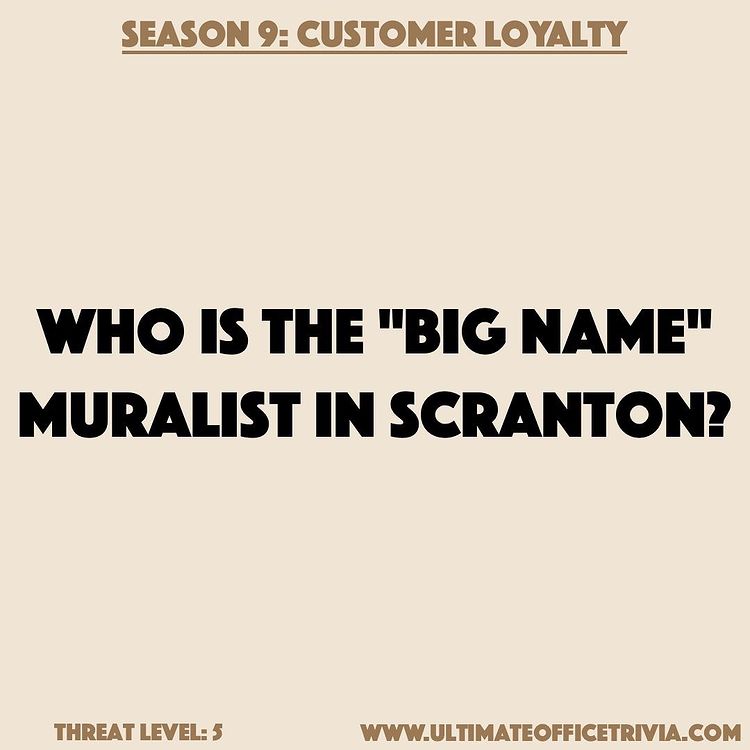 SEASON 9: CUSTOMER LOYALTY
WHO IS THE "BIG NAME"
MURALIST IN SCRANTON?
THREAT LEVEL: 5
WWW.ULTIMATEOFFICETRIVIA.COM